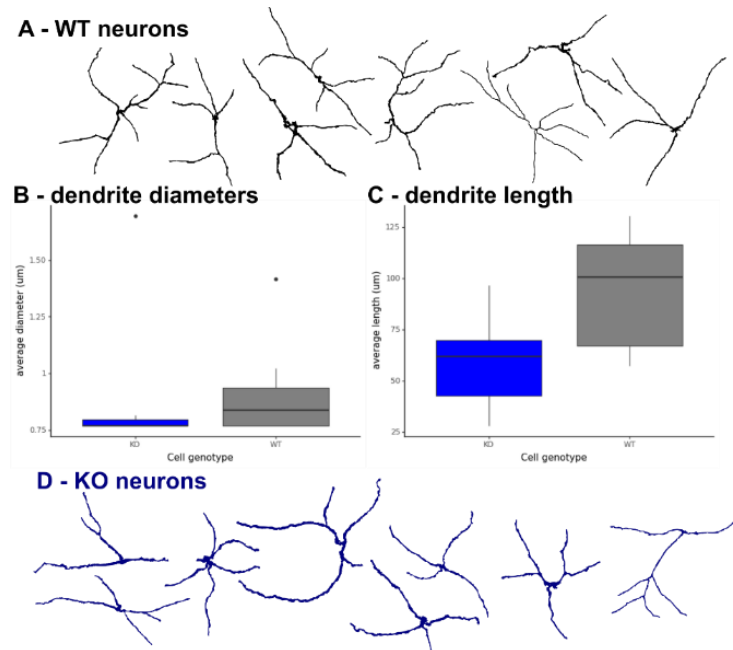 A - WT neurons
B - dendrite diameters
C - dendrite length
average diameter (um)
1.50
1.25
1
0.75
KO
WT
Cell genotype
average length (um)
125
100
75
50
25
KO
WT
Cell genotype
D - KO neurons